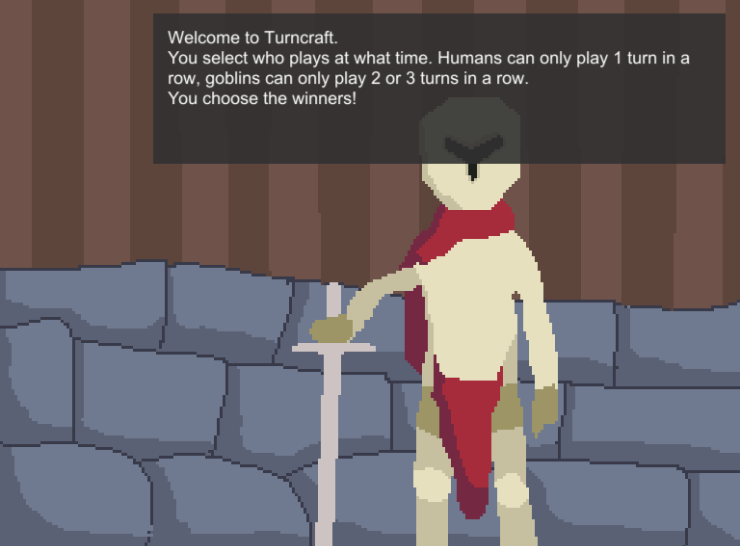 Welcome to Turncraft.
You select who plays at what time. Humans can only play 1 turn in a
row, goblins can only play 2 or 3 turns in a row.
You choose the winners!